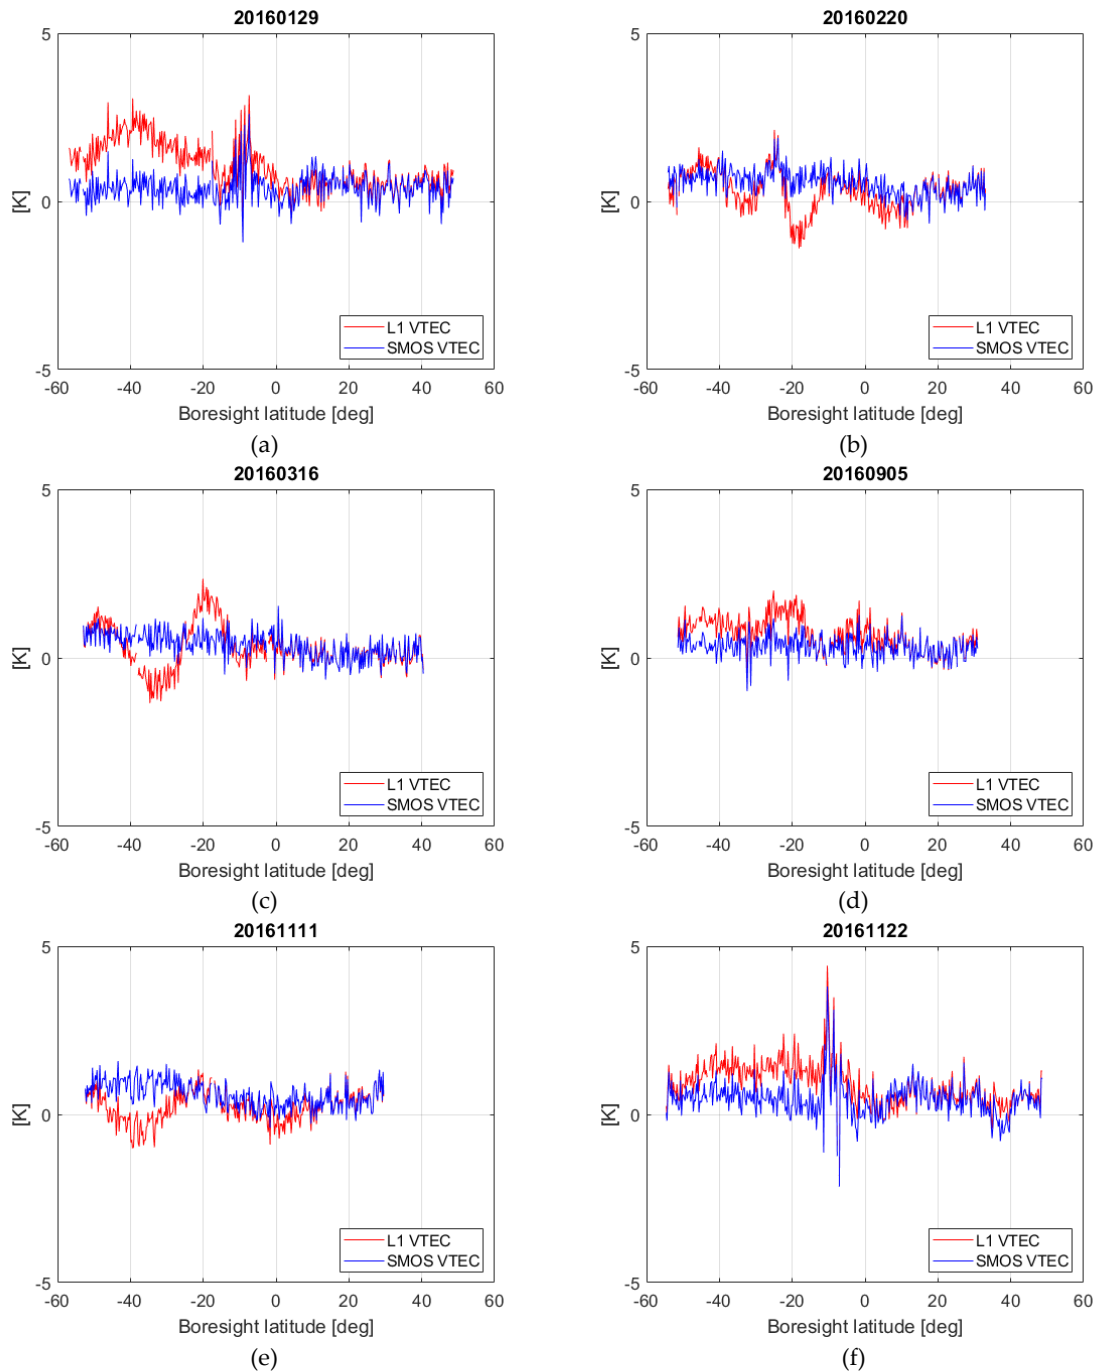 20160129
5
0
-5
[K]
-60 -40 -20 0 20 40 60
Boresight latitude [deg]
L1 VTEC
SMOS VTEC
(a)
20160220
5
0
-5
[K]
-60 -40 -20 0 20 40 60
Boresight latitude [deg]
L1 VTEC
SMOS VTEC
(b)
20160316
5
0
-5
[K]
-60 -40 -20 0 20 40 60
Boresight latitude [deg]
L1 VTEC
SMOS VTEC
(c)
20160905
5
0
-5
[K]
-60 -40 -20 0 20 40 60
Boresight latitude [deg]
L1 VTEC
SMOS VTEC
(d)
20161111
5
0
-5
[K]
-60 -40 -20 0 20 40 60
Boresight latitude [deg]
L1 VTEC
SMOS VTEC
(e)
20161122
5
0
-5
[K]
-60 -40 -20 0 20 40 60
Boresight latitude [deg]
L1 VTEC
SMOS VTEC
(f)